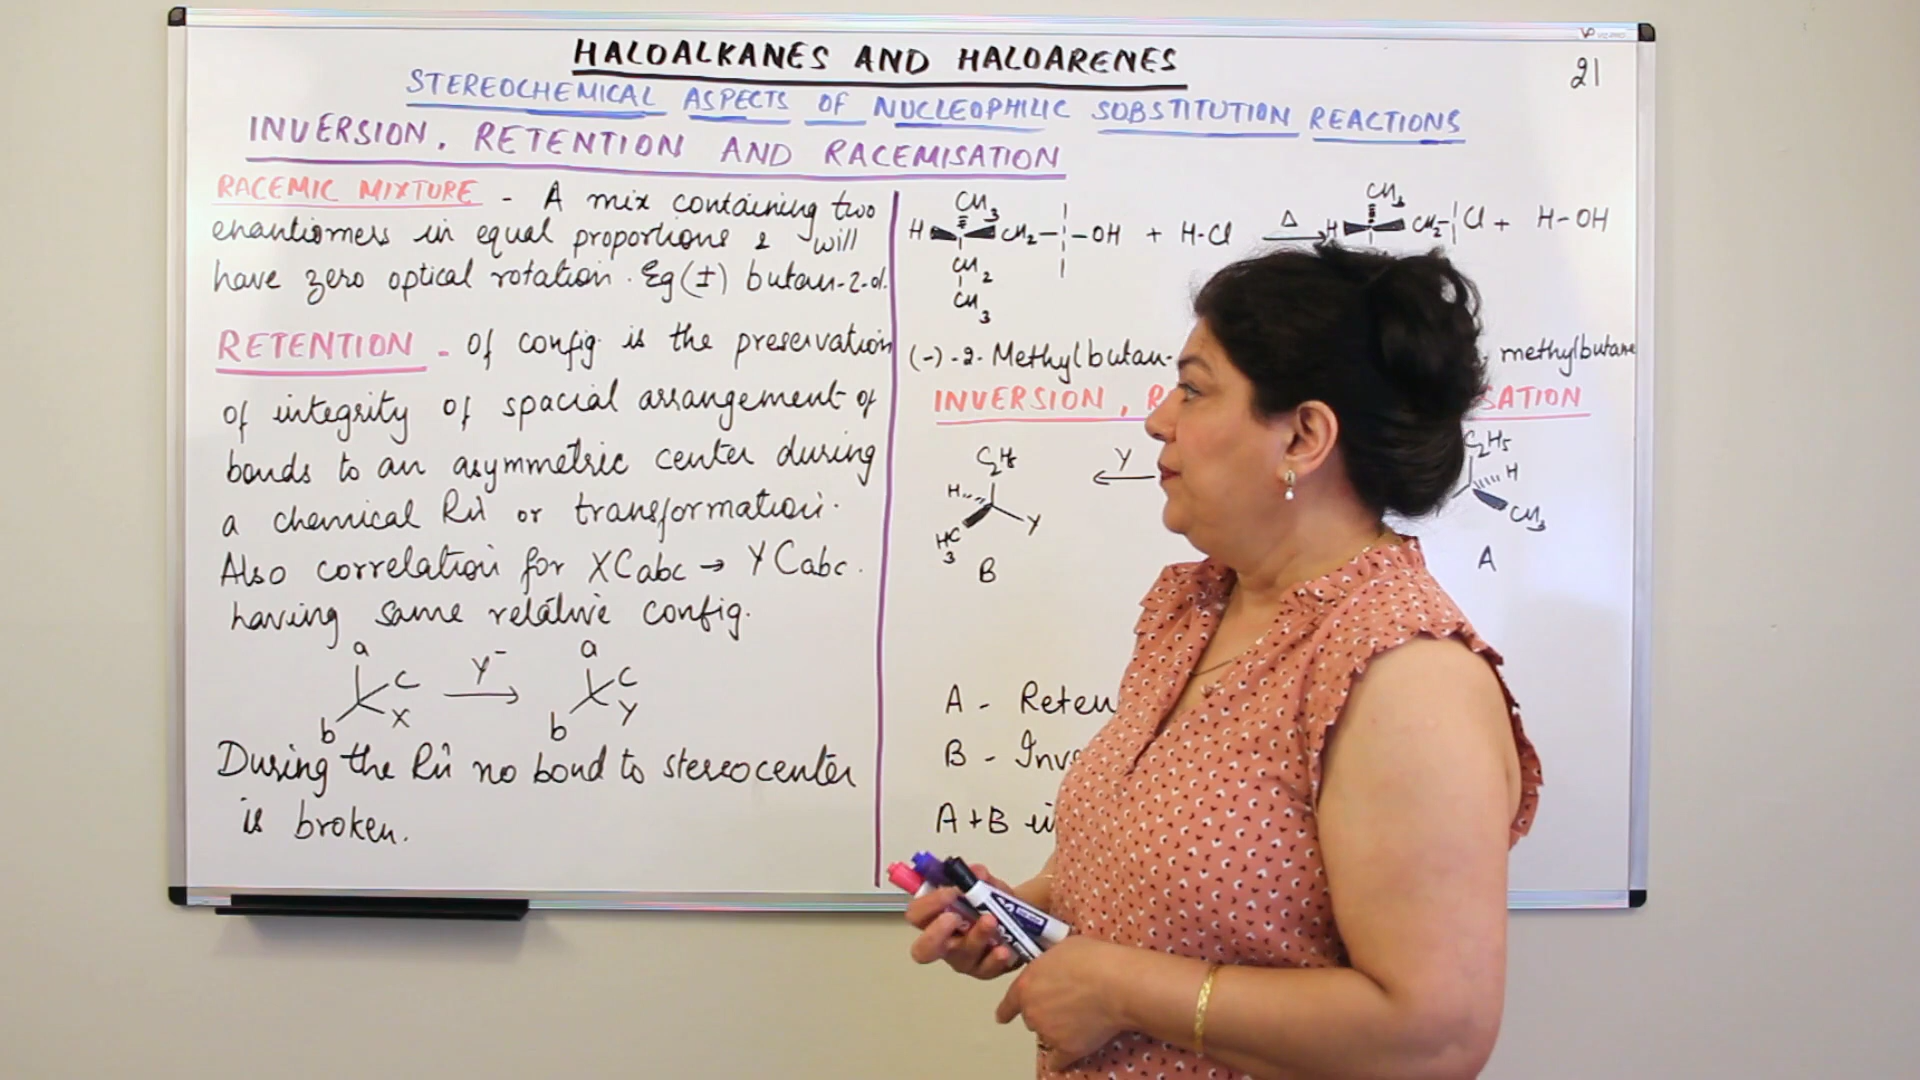 HALOALKANES AND HALOARENES
21
STEREOCHEMICAL ASPECTS OF NUCLEOPHILIC SUBSTITUTION REACTIONS
INVERSION, RETENTION AND RACEMISATION
RACEMIC MIXTURE - A mix containing two
enantiomers in equal proportions & will
have zero optical rotation. Eg (±) butan-2-ol.
RETENTION - Of config. is the preservation
of integrity of spacial arrangement of
bonds to an asymmetric center during
a chemical Rxn or transformation.
Also correlation for XCabc → YCabc.
having same relative config.
a
c
b
X
Y⁻
a
c
b
Y
During the Rxn no bond to stereocenter
is broken.
CH3
H CH2-OH + H-Cl Δ H CH2-Cl + H-OH
CH3
CH2
CH3
(-)-2-Methylbutan-
methylbutane
INVERSION, R
SATION
C2H5
H
H3C
Y
B
Y
C2H5
H
CH3
A
A - Reten
B - Inve
A+B